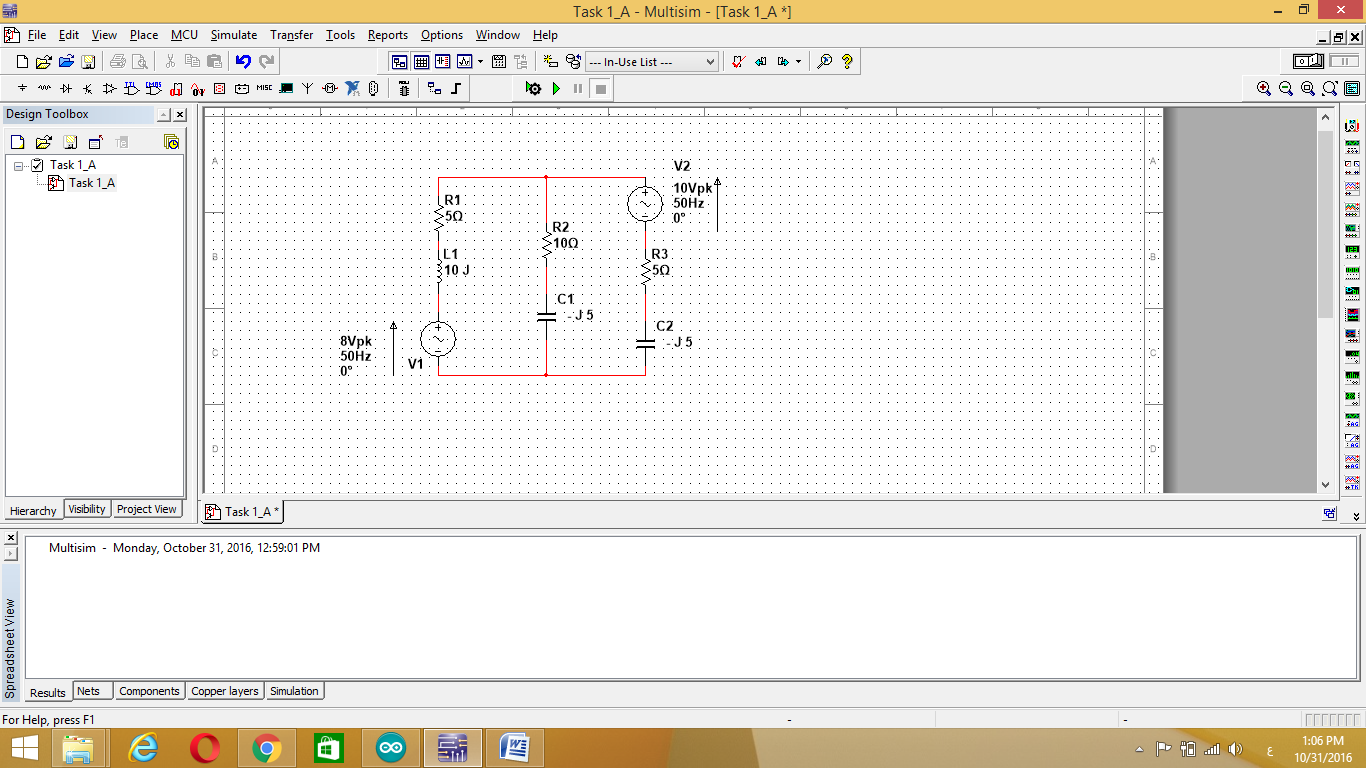 Task 1_A - Multisim - [Task 1_A *]
File Edit View Place MCU Simulate Transfer Tools Reports Options Window Help
--- In-Use List ---
MISC
Design Toolbox
Task 1_A
Task 1_A
Hierarchy Visibility Project View
A
B
C
D
A
B
C
D
R1
5Ω
L1
10 J
8Vpk
50Hz
0°
V1
R2
10Ω
C1
- J 5
V2
10Vpk
50Hz
0°
R3
5Ω
C2
- J 5
Task 1_A *
Multisim - Monday, October 31, 2016, 12:59:01 PM
Spreadsheet View
Results Nets Components Copper layers Simulation
For Help, press F1
- -
ع
1:06 PM
10/31/2016